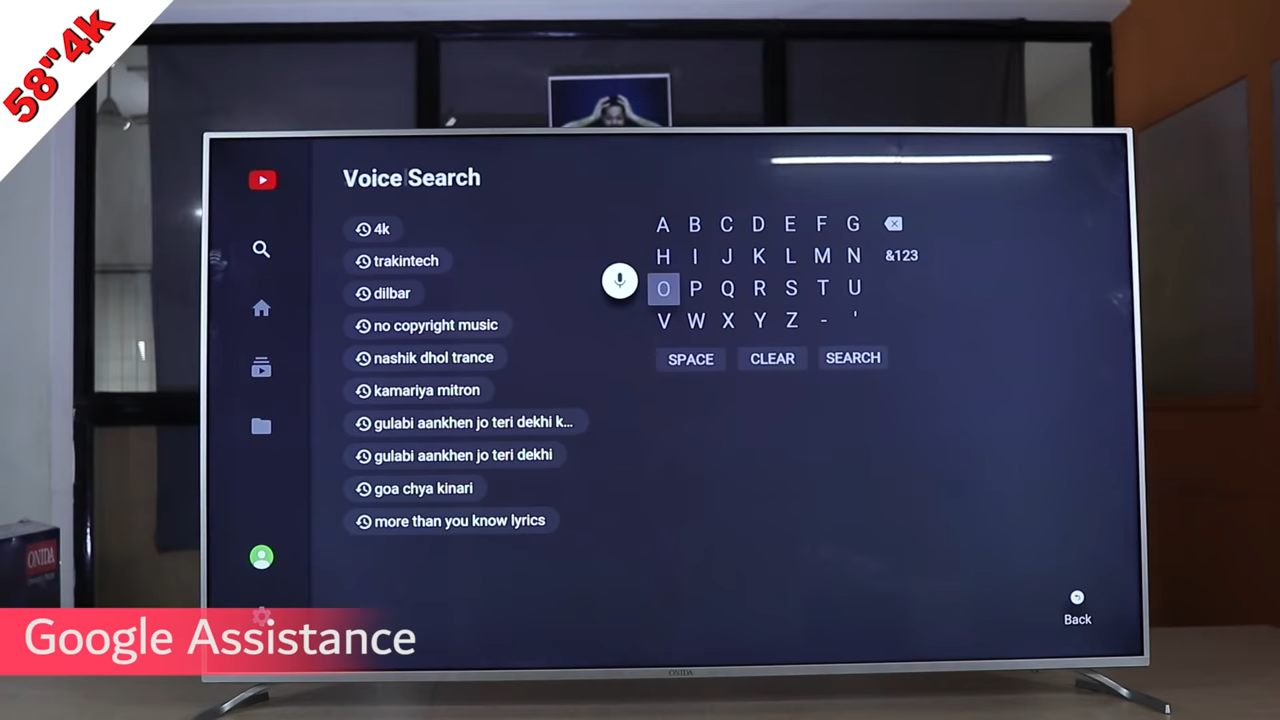 58"4k
Voice Search
4k
trakintech
dilbar
no copyright music
nashik dhol trance
kamariya mitron
gulabi aankhen jo teri dekhi k...
gulabi aankhen jo teri dekhi
goa chya kinari
more than you know lyrics
A B C D E F G
H I J K L M N &123
O P Q R S T U
V W X Y Z - '
SPACE CLEAR SEARCH
Back
ONIDA
Google Assistance
ONIDA